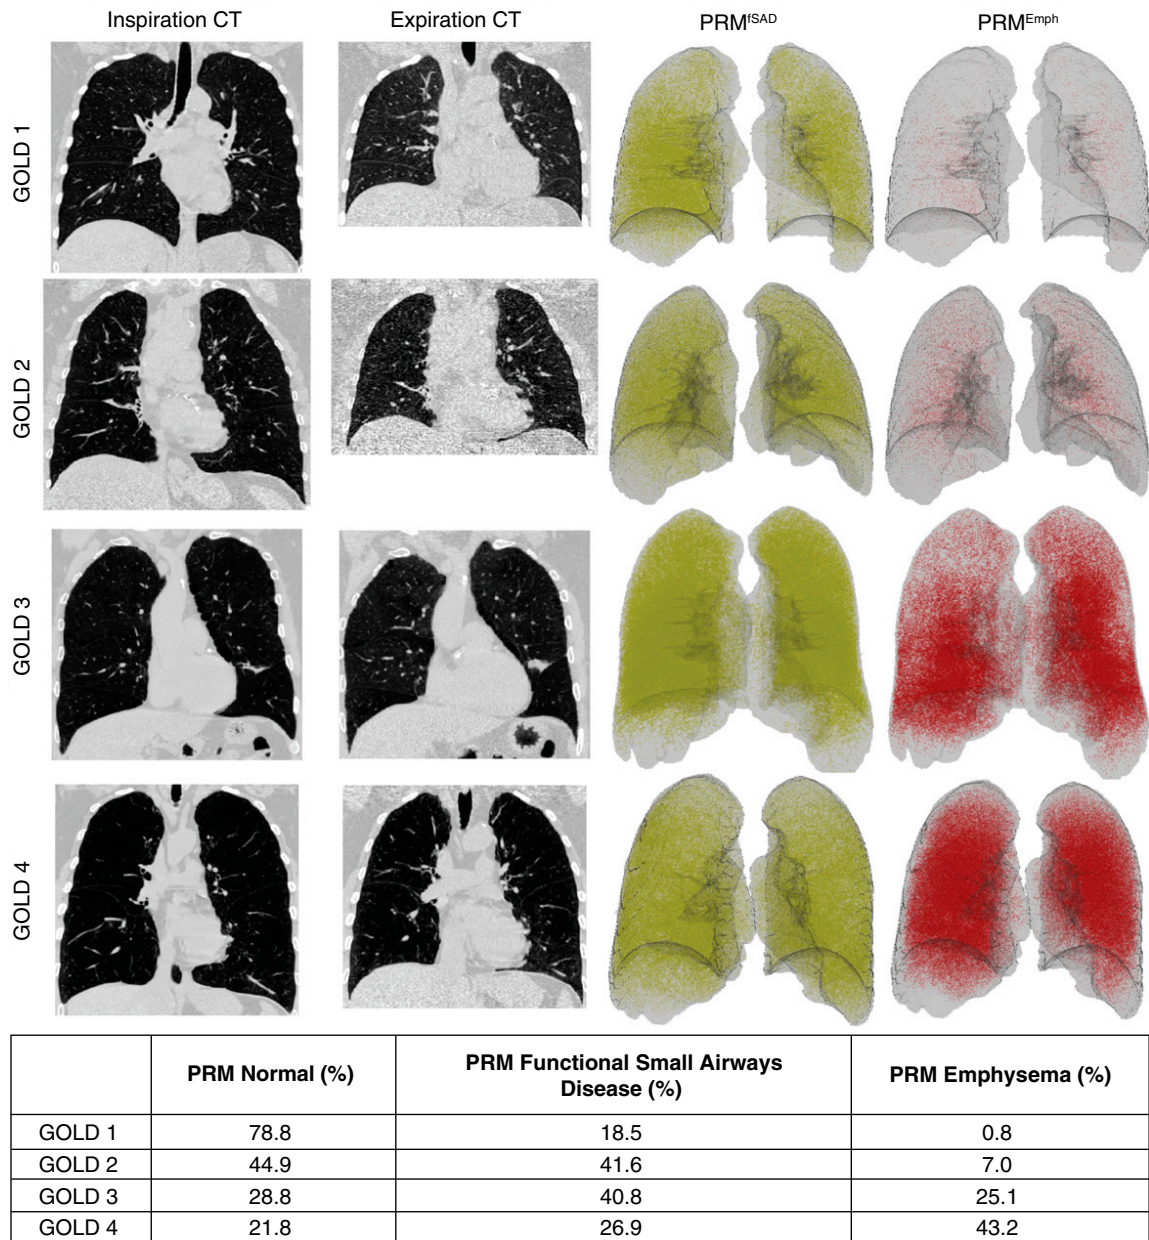 Inspiration CT Expiration CT PRMfSAD PRMEmph
GOLD 1
GOLD 2
GOLD 3
GOLD 4
PRM Normal (%) PRM Functional Small Airways Disease (%) PRM Emphysema (%)
GOLD 1 78.8 18.5 0.8
GOLD 2 44.9 41.6 7.0
GOLD 3 28.8 40.8 25.1
GOLD 4 21.8 26.9 43.2